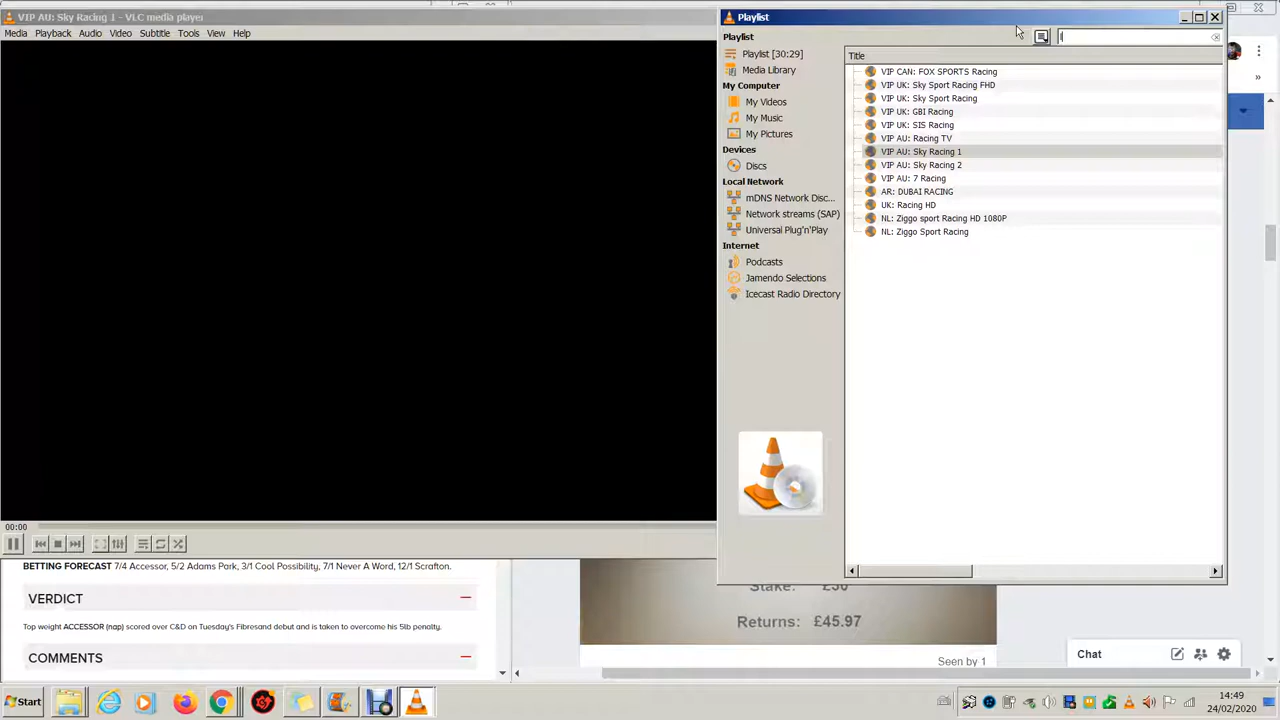 VIP AU: Sky Racing 1 - VLC media player
Media Playback Audio Video Subtitle Tools View Help
00:00
Playlist
Playlist
Playlist [30:29]
Media Library
My Computer
My Videos
My Music
My Pictures
Devices
Discs
Local Network
mDNS Network Disc...
Network streams (SAP)
Universal Plug'n'Play
Internet
Podcasts
Jamendo Selections
Icecast Radio Directory
Title
VIP CAN: FOX SPORTS Racing
VIP UK: Sky Sport Racing FHD
VIP UK: Sky Sport Racing
VIP UK: GBI Racing
VIP UK: SIS Racing
VIP AU: Racing TV
VIP AU: Sky Racing 1
VIP AU: Sky Racing 2
VIP AU: 7 Racing
AR: DUBAI RACING
UK: Racing HD
NL: Ziggo sport Racing HD 1080P
NL: Ziggo Sport Racing
BETTING FORECAST 7/4 Accessor, 5/2 Adams Park, 3/1 Cool Possibility, 7/1 Never A Word, 12/1 Scrafton.
VERDICT
Top weight ACCESSOR (nap) scored over C&D on Tuesday's Fibresand debut and is taken to overcome his 5lb penalty.
COMMENTS
Stake: £30
Returns: £45.97
Seen by 1
Chat
Start
14:49
24/02/2020